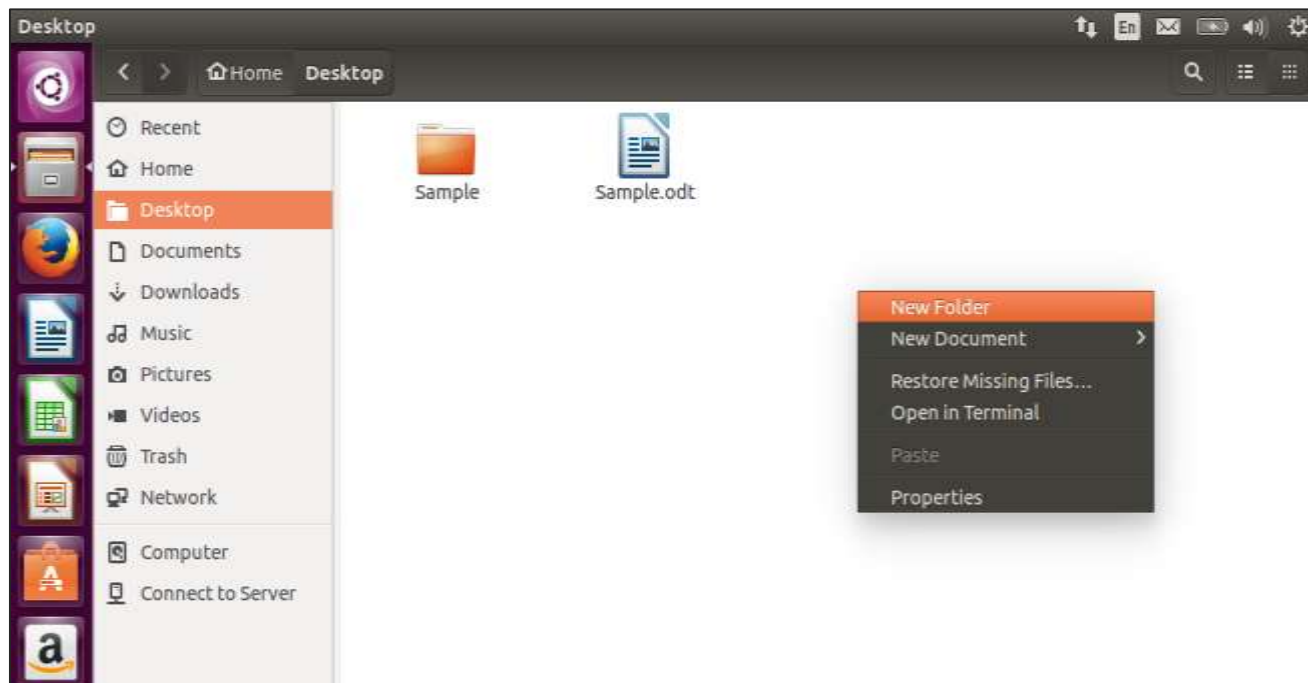 Desktop
En
Home Desktop
Recent
Home
Desktop
Documents
Downloads
Music
Pictures
Videos
Trash
Network
Computer
Connect to Server
Sample
Sample.odt
New Folder
New Document
Restore Missing Files...
Open in Terminal
Paste
Properties
A
a